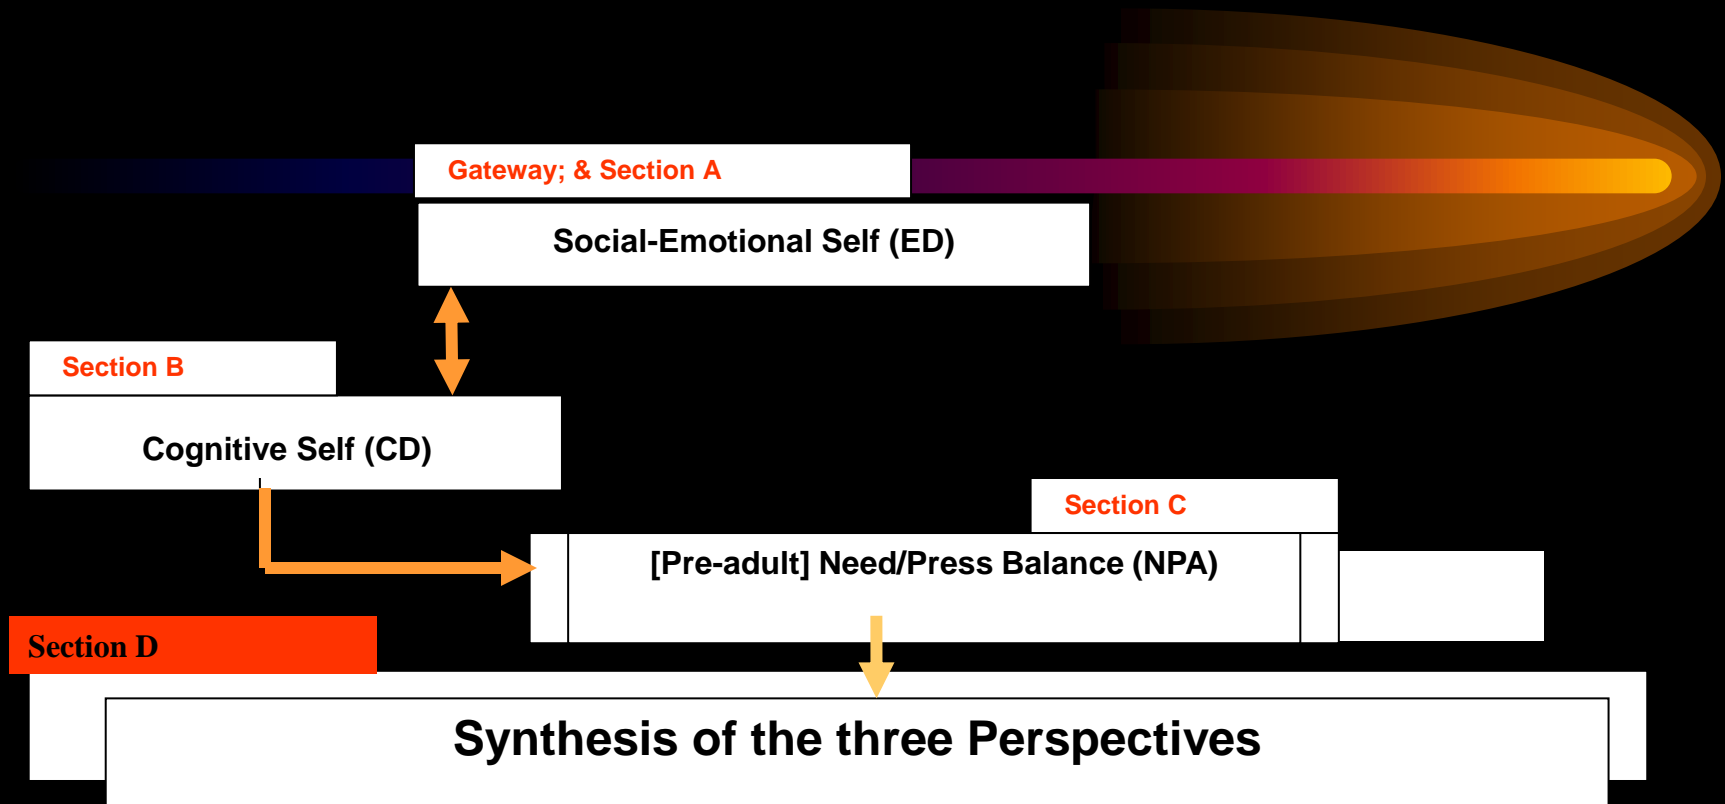 Gateway; & Section A
Social-Emotional Self (ED)
Section B
Cognitive Self (CD)
Section C
[Pre-adult] Need/Press Balance (NPA)
Section D
Synthesis of the three Perspectives